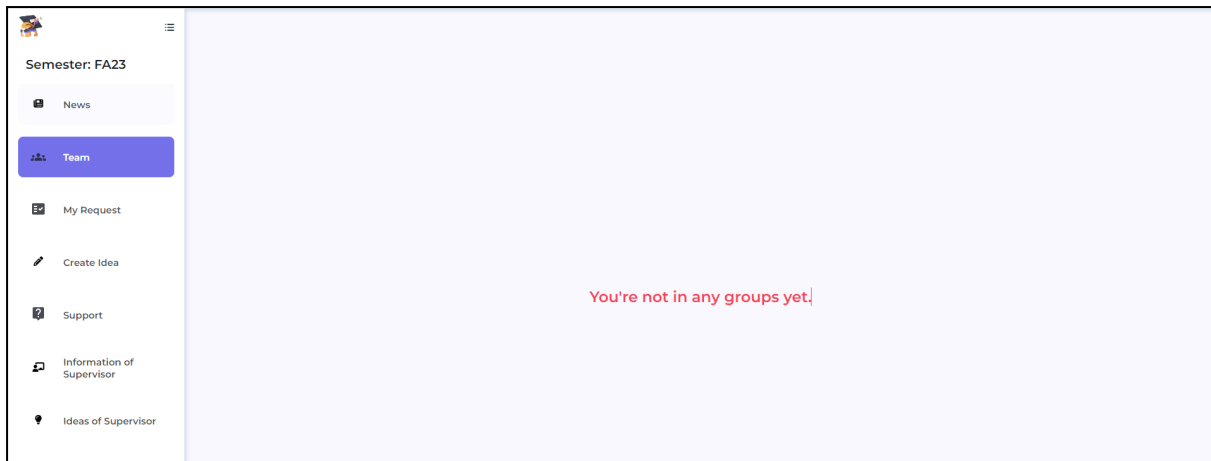 Semester: FA23
News
Team
My Request
Create Idea
Support
Information of
Supervisor
Ideas of Supervisor
You're not in any groups yet.